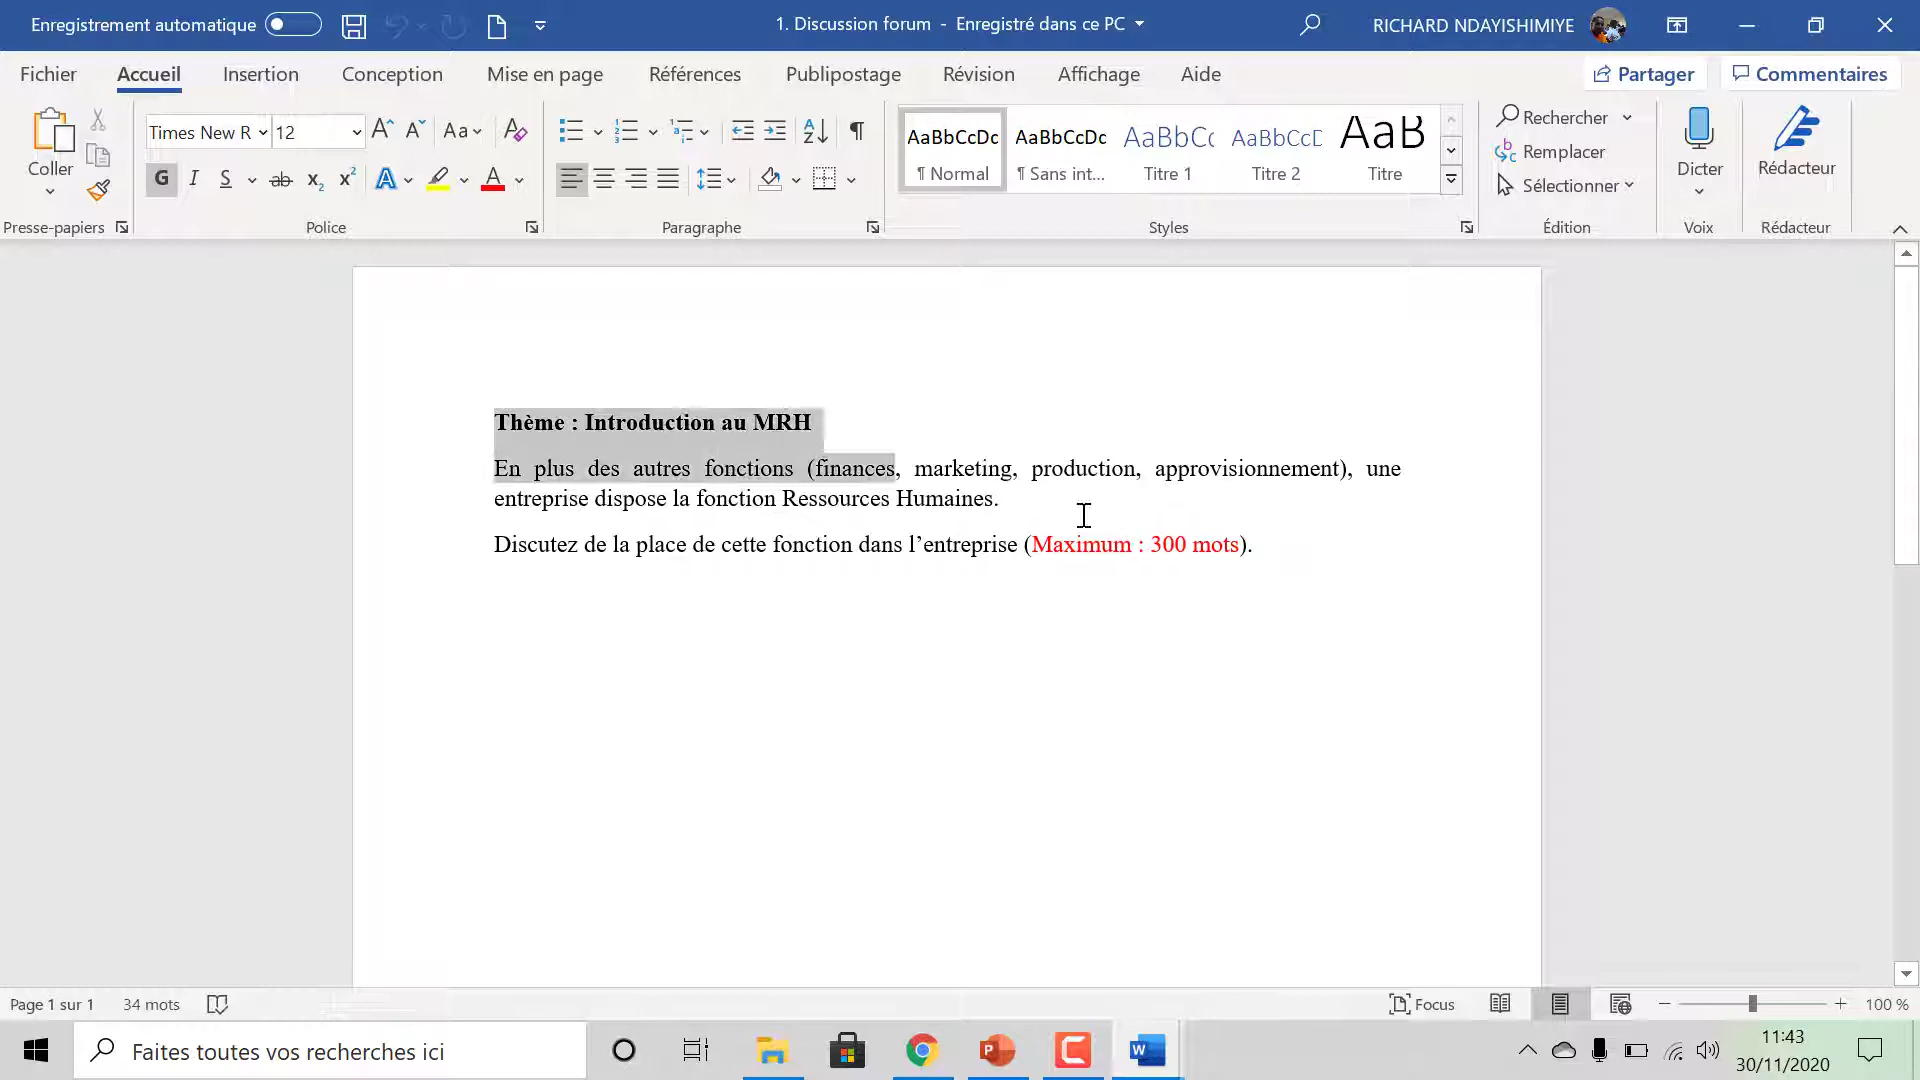 Enregistrement automatique
1. Discussion forum - Enregistré dans ce PC
RICHARD NDAYISHIMIYE
Fichier Accueil Insertion Conception Mise en page Références Publipostage Révision Affichage Aide
Partager Commentaires
Coller
Times New R 12
Aa
G I S ab x₂ x²
AaBbCcDc AaBbCcDc AaBbCc AaBbCcD AaB
¶ Normal ¶ Sans int... Titre 1 Titre 2 Titre
Rechercher
Remplacer
Sélectionner
Dicter
Rédacteur
Presse-papiers Police Paragraphe Styles Édition Voix Rédacteur
Thème : Introduction au MRH
En plus des autres fonctions (finances, marketing, production, approvisionnement), une
entreprise dispose la fonction Ressources Humaines.
Discutez de la place de cette fonction dans l’entreprise (Maximum : 300 mots).
Page 1 sur 1 34 mots
Focus
100 %
Faites toutes vos recherches ici
11:43
30/11/2020